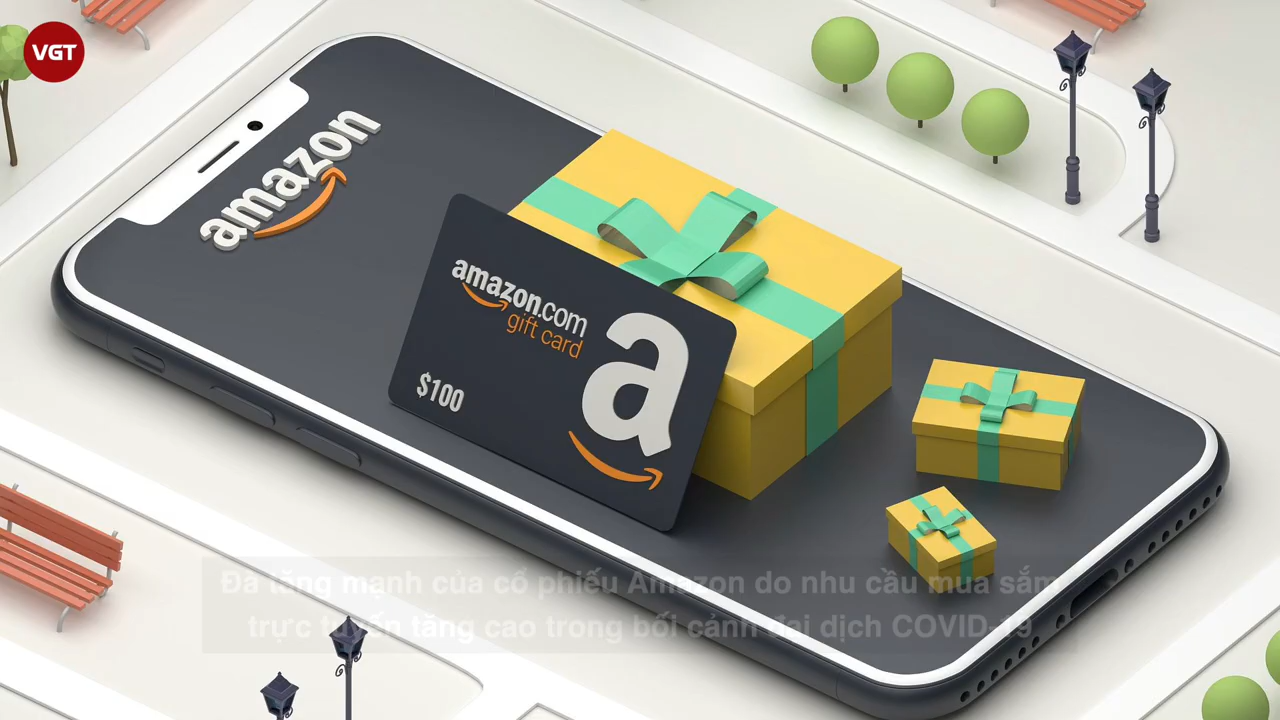 VGT
amazon
amazon.com
gift card
a
$100
Đà tăng mạnh của cổ phiếu Amazon do nhu cầu mua sắm
trực tuyến tăng cao trong bối cảnh đại dịch COVID-19